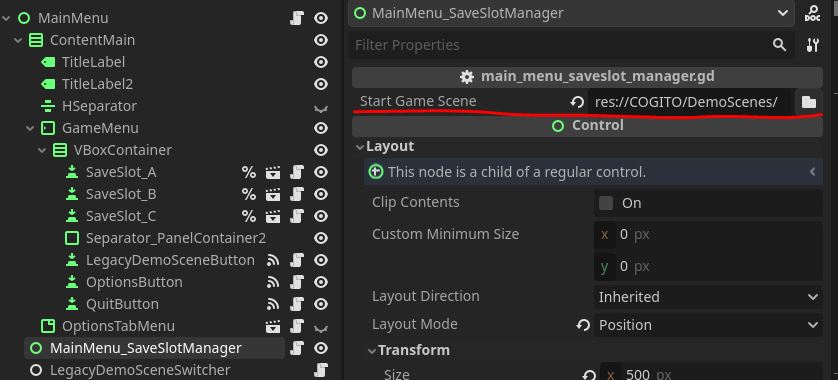 MainMenu
ContentMain
TitleLabel
TitleLabel2
HSeparator
GameMenu
VBoxContainer
SaveSlot_A
SaveSlot_B
SaveSlot_C
Separator_PanelContainer2
LegacyDemoSceneButton
OptionsButton
QuitButton
OptionsTabMenu
MainMenu_SaveSlotManager
LegacyDemoSceneSwitcher
MainMenu_SaveSlotManager
DOC
Filter Properties
main_menu_saveslot_manager.gd
Start Game Scene res://COGITO/DemoScenes/
Control
Layout
This node is a child of a regular control.
Clip Contents On
Custom Minimum Size x 0 px
y 0 px
Layout Direction Inherited
Layout Mode Position
Transform
Size x 500 px